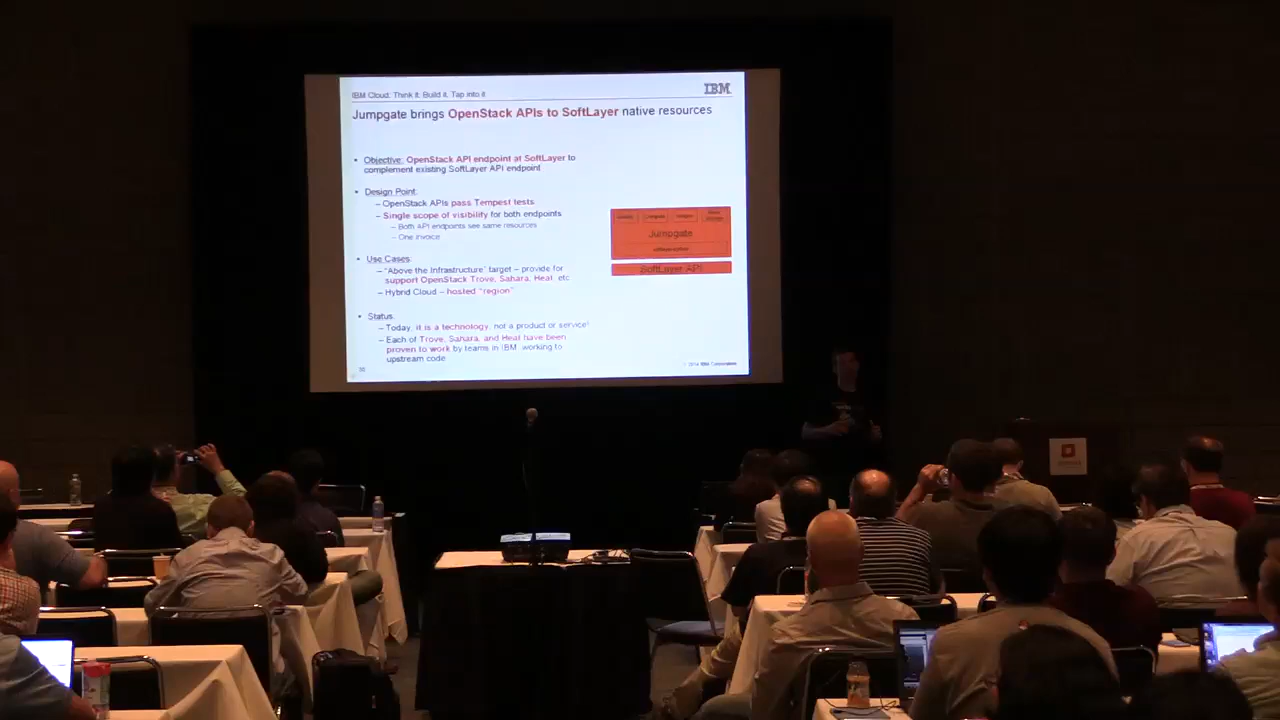 IBM Cloud: Think it. Build it. Tap into it
IBM
Jumpgate brings OpenStack APIs to SoftLayer native resources
• Objective: OpenStack API endpoint at SoftLayer to
complement existing SoftLayer API endpoint
• Design Point:
– OpenStack APIs pass Tempest tests
– Single scope of visibility for both endpoints
– Both API endpoints see same resources
– One invoice
• Use Cases:
– "Above the Infrastructure" target – provide for
support OpenStack Trove, Sahara, Heat, etc
– Hybrid Cloud – hosted "region"
• Status:
– Today, it is a technology, not a product or service!
– Each of Trove, Sahara, and Heat have been
proven to work by teams in IBM, working to
upstream code
Jumpgate
SoftLayer API
© 2014 IBM Corporation